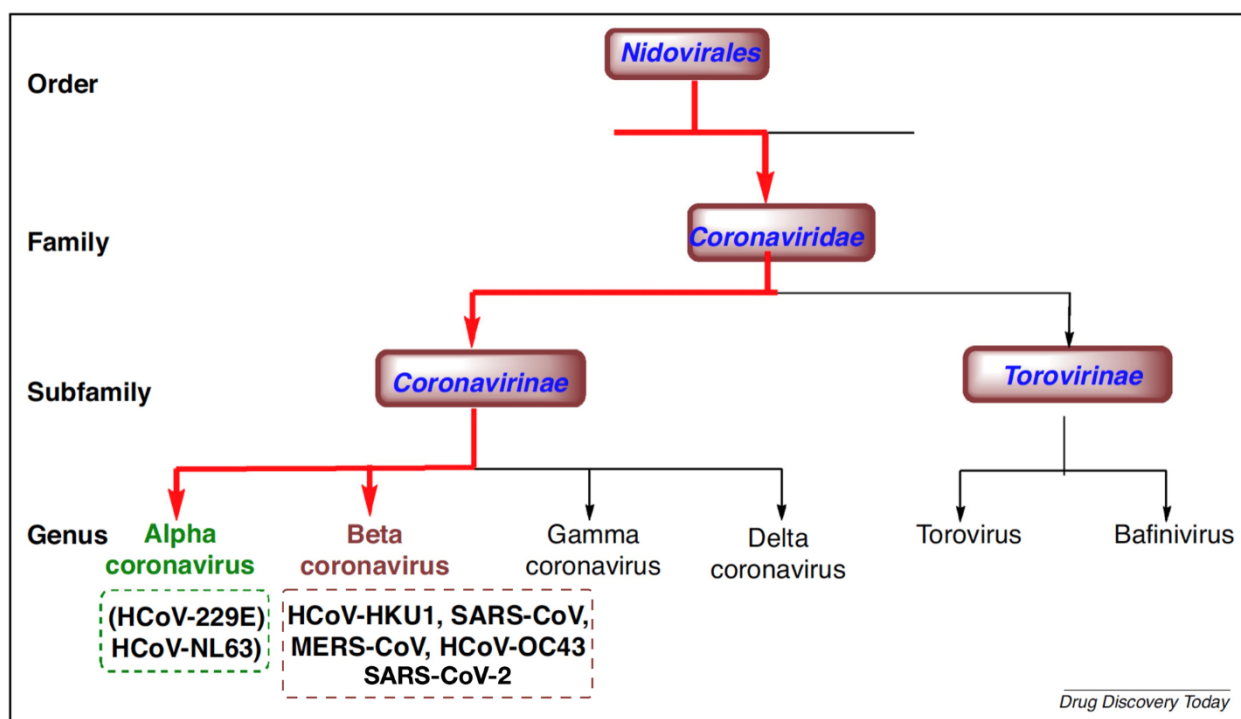 Nidovirales
Order
Family
Coronaviridae
Subfamily
Coronavirinae
Torovirinae
Genus
Alpha
coronavirus
Beta
coronavirus
Gamma
coronavirus
Delta
coronavirus
Torovirus
Bafinivirus
(HCoV-229E)
HCoV-NL63)
HCoV-HKU1, SARS-CoV,
MERS-CoV, HCoV-OC43
SARS-CoV-2
Drug Discovery Today